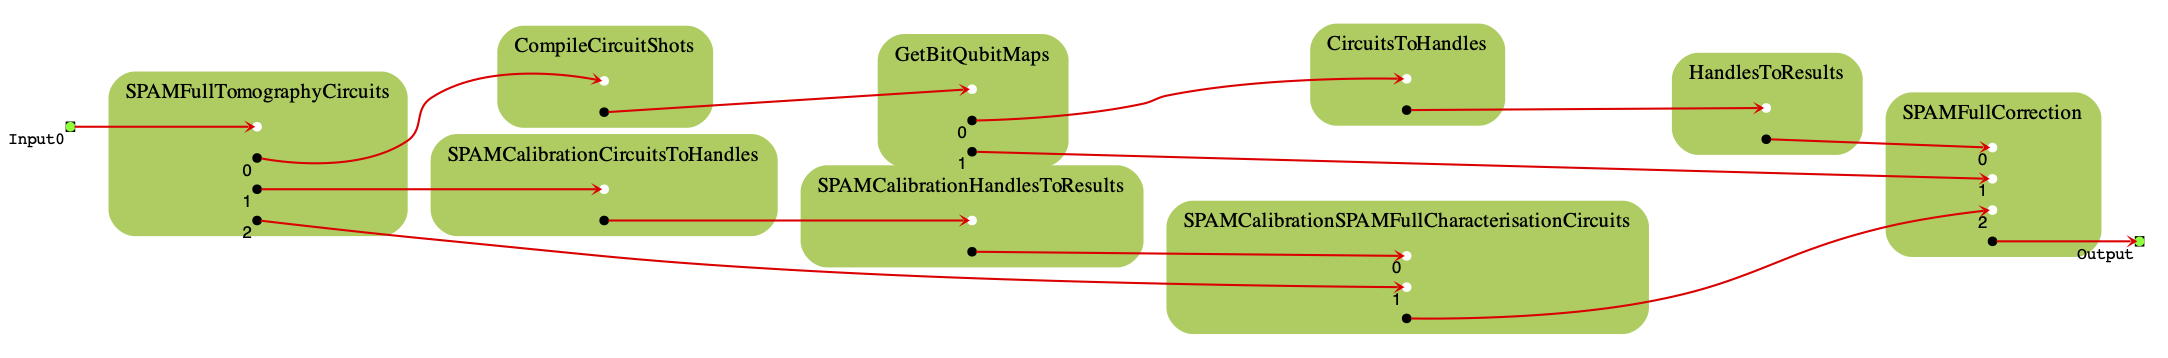 Input0
SPAMFullTomographyCircuits
0
1
2
CompileCircuitShots
SPAMCalibrationCircuitsToHandles
GetBitQubitMaps
0
1
SPAMCalibrationHandlesToResults
CircuitsToHandles
SPAMCalibrationSPAMFullCharacterisationCircuits
0
1
HandlesToResults
SPAMFullCorrection
0
1
2
Output